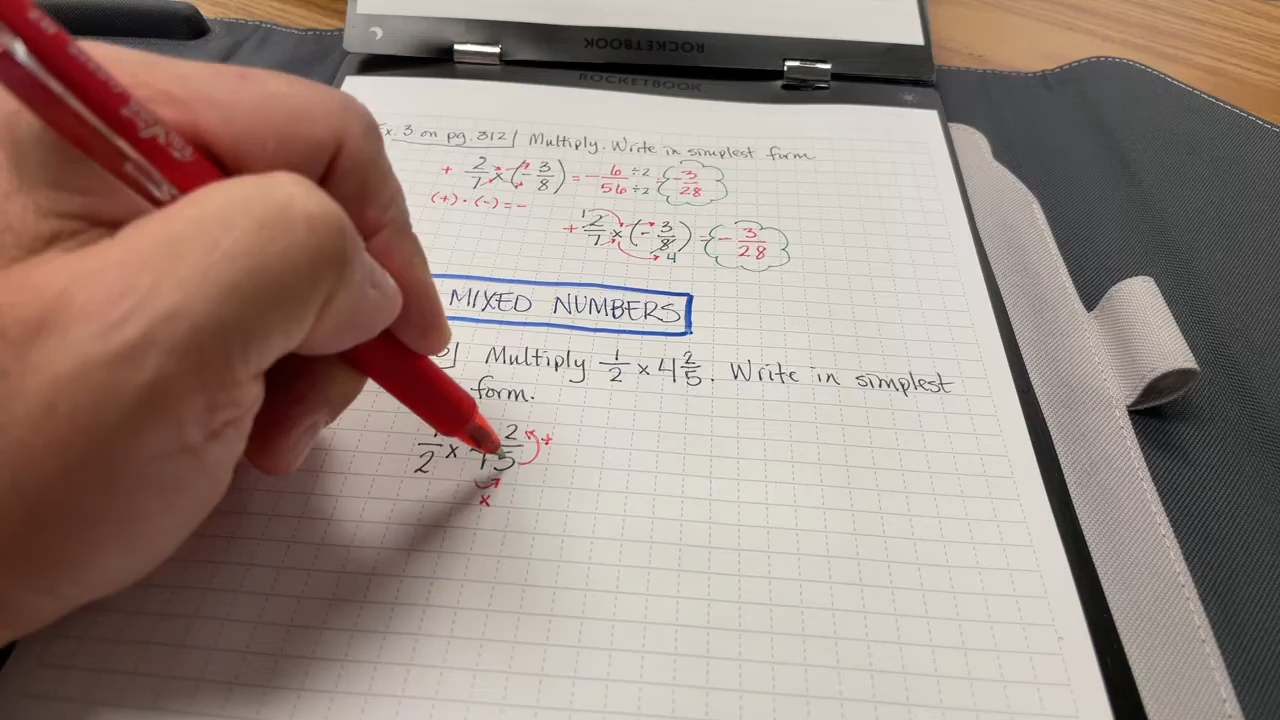 ROCKETBOOK
ROCKETBOOK
x. 3 on pg. 312 Multiply. Write in simplest form
+ 2/7 × (- 3/8) = - 6/56 ÷2/÷2 - 3/28
(+) · (-) = -
+ 1 2/7 × (- 3/8 4) = - 3/28
MIXED NUMBERS
Multiply 1/2 × 4 2/5. Write in simplest
form.
1/2 × 2/5 +
x